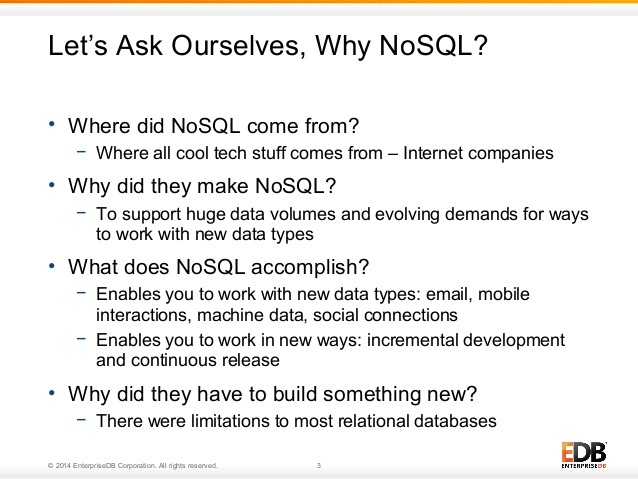 Let’s Ask Ourselves, Why NoSQL?
• Where did NoSQL come from?
− Where all cool tech stuff comes from – Internet companies
• Why did they make NoSQL?
− To support huge data volumes and evolving demands for ways
to work with new data types
• What does NoSQL accomplish?
− Enables you to work with new data types: email, mobile
interactions, machine data, social connections
− Enables you to work in new ways: incremental development
and continuous release
• Why did they have to build something new?
− There were limitations to most relational databases
© 2014 EnterpriseDB Corporation. All rights reserved.
3
EDB
ENTERPRISEDB